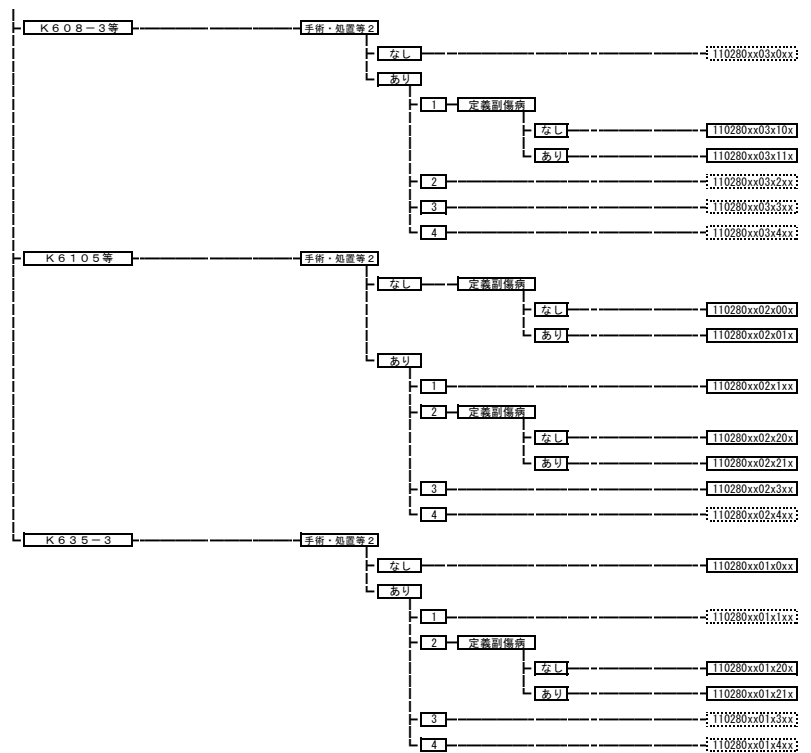 K608-3等 手術・処置等2
なし 110280xx03x0xx
あり
1 定義副傷病
なし 110280xx03x10x
あり 110280xx03x11x
2 110280xx03x2xx
3 110280xx03x3xx
4 110280xx03x4xx
K6105等 手術・処置等2
なし 定義副傷病
なし 110280xx02x00x
あり 110280xx02x01x
あり
1 110280xx02x1xx
2 定義副傷病
なし 110280xx02x20x
あり 110280xx02x21x
3 110280xx02x3xx
4 110280xx02x4xx
K635-3 手術・処置等2
なし 110280xx01x0xx
あり
1 110280xx01x1xx
2 定義副傷病
なし 110280xx01x20x
あり 110280xx01x21x
3 110280xx01x3xx
4 110280xx01x4xx